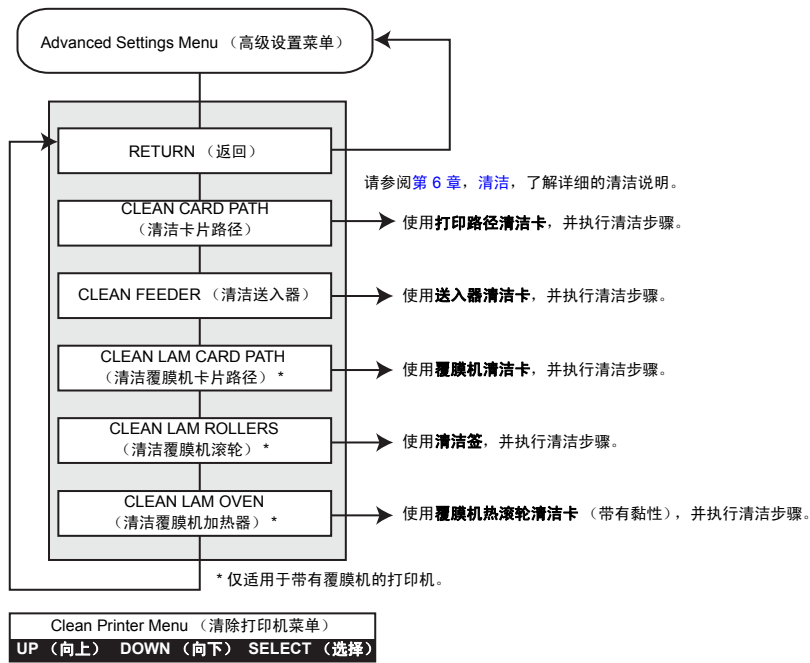 Advanced Settings Menu （高级设置菜单）
RETURN （返回）
请参阅第 6 章，清洁，了解详细的清洁说明。
CLEAN CARD PATH
（清洁卡片路径）
使用打印路径清洁卡，并执行清洁步骤。
CLEAN FEEDER （清洁送入器）
使用送入器清洁卡，并执行清洁步骤。
CLEAN LAM CARD PATH
（清洁覆膜机卡片路径） *
使用覆膜机清洁卡，并执行清洁步骤。
CLEAN LAM ROLLERS
（清洁覆膜机滚轮） *
使用清洁签，并执行清洁步骤。
CLEAN LAM OVEN
（清洁覆膜机加热器） *
使用覆膜机热滚轮清洁卡 （带有黏性），并执行清洁步骤。
* 仅适用于带有覆膜机的打印机。
Clean Printer Menu （清除打印机菜单）
UP （向上） DOWN （向下） SELECT （选择）